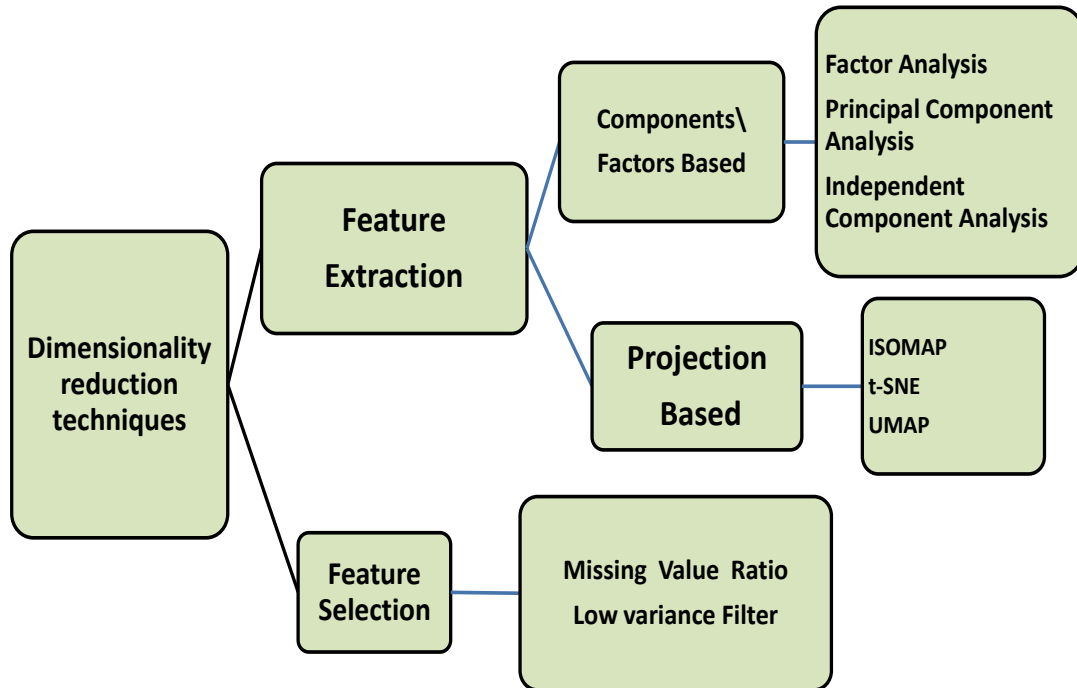 Dimensionality
reduction
techniques
Feature
Extraction
Components\
Factors Based
Factor Analysis
Principal Component
Analysis
Independent
Component Analysis
Projection
Based
ISOMAP
t-SNE
UMAP
Feature
Selection
Missing Value Ratio
Low variance Filter